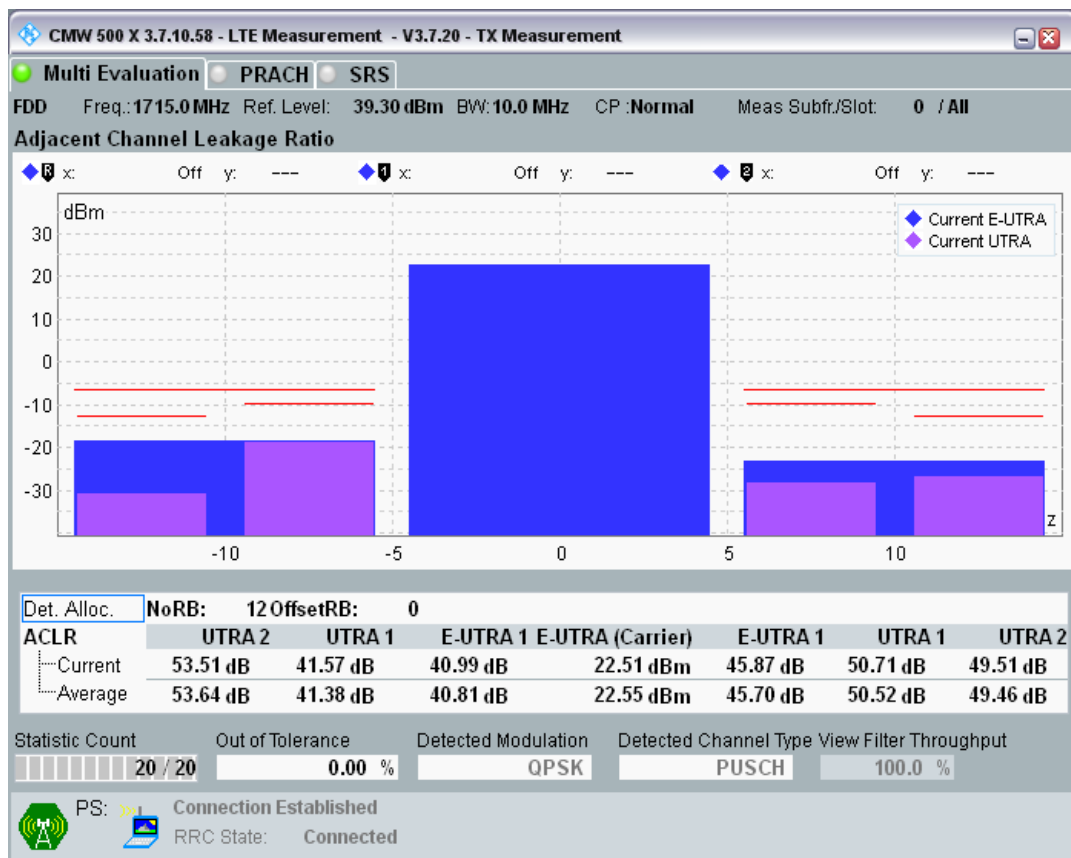 CMW 500 X 3.7.10.58 - LTE Measurement - V3.7.20 - TX Measurement
Multi Evaluation PRACH SRS
FDD Freq.: 1715.0 MHz Ref. Level: 39.30 dBm BW: 10.0 MHz CP :Normal Meas Subfr./Slot: 0 / All
Adjacent Channel Leakage Ratio
R x: Off y: --- 1 x: Off y: --- 2 x: Off y: ---
dBm
Current E-UTRA
Current UTRA
30
20
10
0
-10
-20
-30
z
-10 -5 0 5 10
Det. Alloc. NoRB: 12 OffsetRB: 0
ACLR UTRA 2 UTRA 1 E-UTRA 1 E-UTRA (Carrier) E-UTRA 1 UTRA 1 UTRA 2
Current 53.51 dB 41.57 dB 40.99 dB 22.51 dBm 45.87 dB 50.71 dB 49.51 dB
Average 53.64 dB 41.38 dB 40.81 dB 22.55 dBm 45.70 dB 50.52 dB 49.46 dB
Statistic Count Out of Tolerance Detected Modulation Detected Channel Type View Filter Throughput
20 / 20 0.00 % QPSK PUSCH 100.0 %
PS: Connection Established
RRC State: Connected